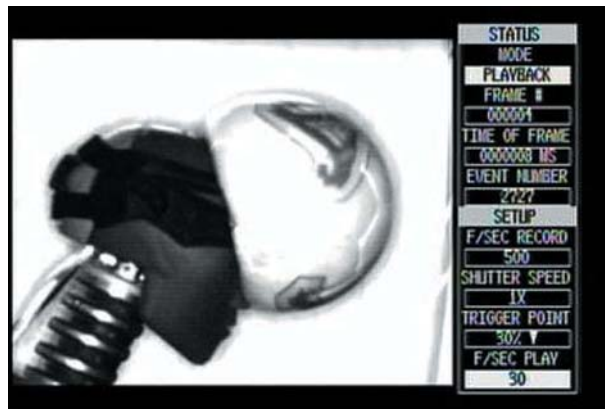 STATUS
MODE
PLAYBACK
FRAME #
000004
TIME OF FRAME
0000008 MS
EVENT NUMBER
2727
SETUP
F/SEC RECORD
500
SHUTTER SPEED
1X
TRIGGER POINT
30% ▼
F/SEC PLAY
30